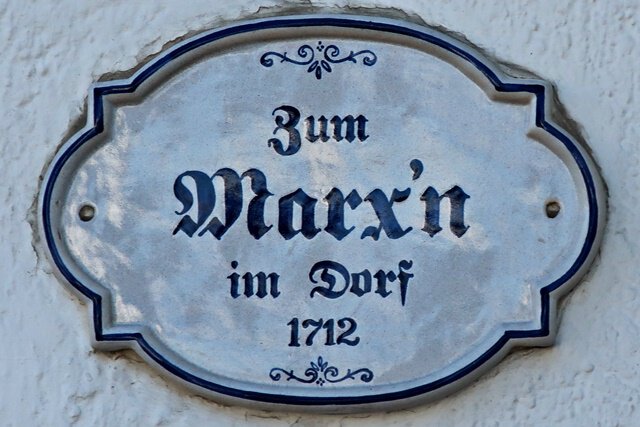 Zum
Marx'n
im Dorf
1712